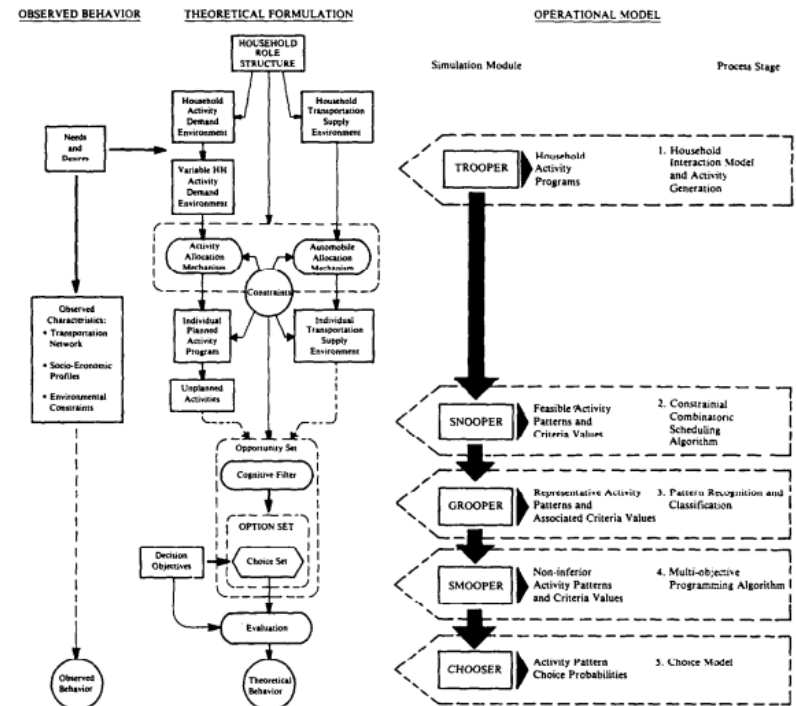 OBSERVED BEHAVIOR
THEORETICAL FORMULATION
OPERATIONAL MODEL
Simulation Module
Process Stage
HOUSEHOLD
ROLE
STRUCTURE
Household
Activity
Demand
Environment
Household
Transportation
Supply
Environment
Needs
and
Desires
Variable HH
Activity
Demand
Environment
Activity
Allocation
Mechanism
Automobile
Allocation
Mechanism
Constraints
Observed
Characteristics:
• Transportation
Network
• Socio-Economic
Profiles
• Environmental
Constraints
Individual
Planned
Activity
Program
Individual
Transportation
Supply
Environment
Unplanned
Activities
Opportunity Set
Cognitive Filter
OPTION SET
Decision
Objectives
Choice Set
Evaluation
Observed
Behavior
Theoretical
Behavior
TROOPER
Household
Activity
Programs
1. Household
Interaction Model
and Activity
Generation
SNOOPER
Feasible Activity
Patterns and
Criteria Values
2. Constrainial
Combinatoric
Scheduling
Algorithm
GROOPER
Representative Activity
Patterns and
Associated Criteria Values
3. Pattern Recognition and
Classification
SMOOPER
Non-inferior
Activity Patterns
and Criteria Values
4. Multi-objective
Programming Algorithm
CHOOSER
Activity Pattern
Choice Probabilities
5. Choice Model